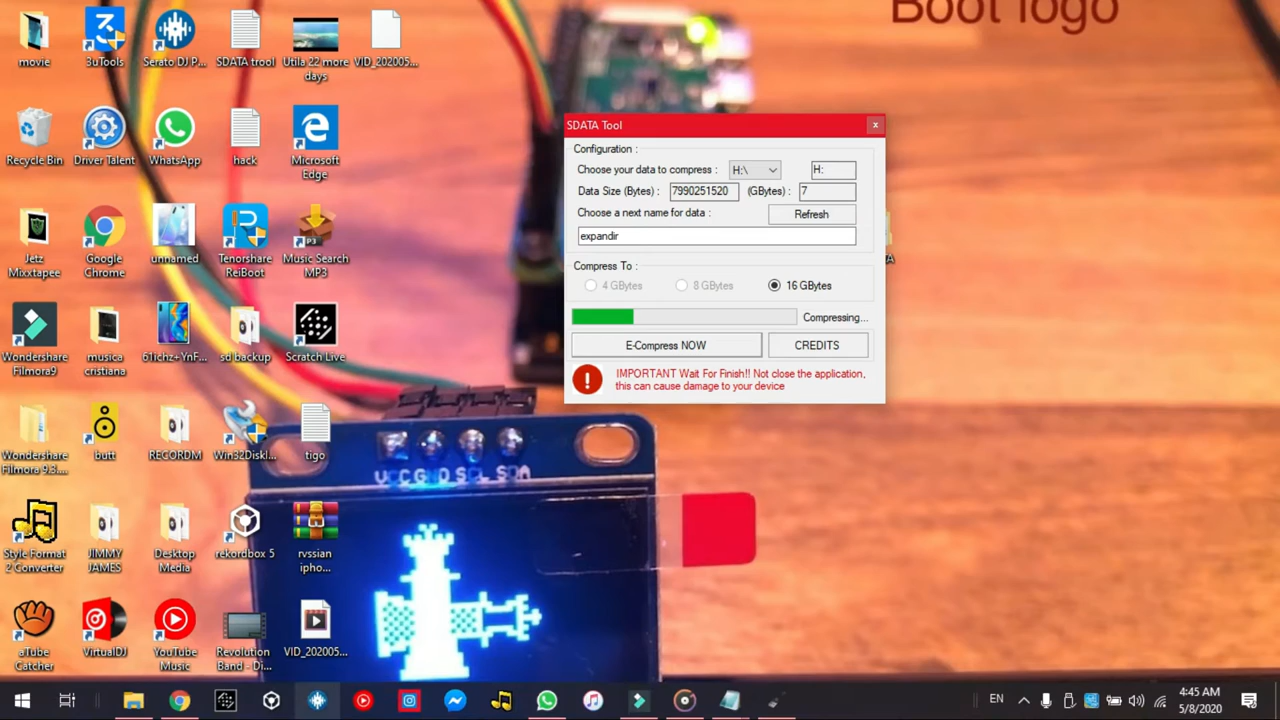 Boot logo
movie
3uTools
Serato DJ P...
SDATA trool
Utila 22 more
days
VID_202005...
Recycle Bin
Driver Talent
WhatsApp
hack
Microsoft
Edge
Jetz
Mixxtapee
Google
Chrome
unnamed
Tenorshare
ReiBoot
P3
Music Search
MP3
Wondershare
Filmora9
musica
cristiana
61ichz+YnF...
sd backup
Scratch Live
Wondershare
Filmora 9.3....
butt
RECORDM
Win32DiskI...
tigo
Style Format
2 Converter
JIMMY
JAMES
Desktop
Media
rekordbox 5
rvssian
ipho...
aTube
Catcher
VirtualDJ
YouTube
Music
Revolution
Band - Di...
VID_202005...
SDATA Tool
x
Configuration :
Choose your data to compress :
H:\
H:
Data Size (Bytes) :
7990251520
(GBytes) :
7
Choose a next name for data :
Refresh
expandir
Compress To :
4 GBytes
8 GBytes
16 GBytes
Compressing...
E-Compress NOW
CREDITS
IMPORTANT Wait For Finish!! Not close the application,
this can cause damage to your device
VCC GND SCL SDA
EN
4:45 AM
5/8/2020